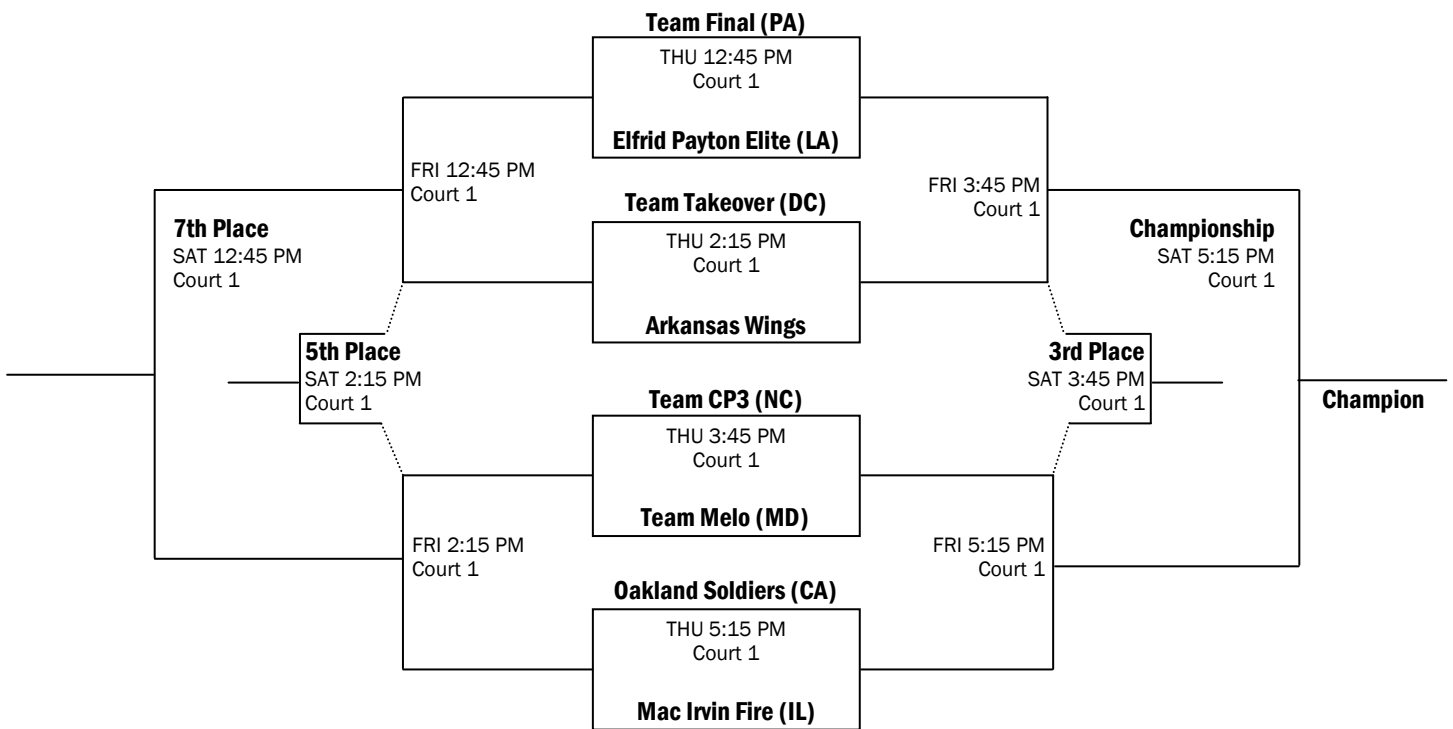 Team Final (PA)
THU 12:45 PM
Court 1
Elfrid Payton Elite (LA)
FRI 12:45 PM
Court 1
FRI 3:45 PM
Court 1
Team Takeover (DC)
7th Place
SAT 12:45 PM
Court 1
THU 2:15 PM
Court 1
Championship
SAT 5:15 PM
Court 1
Arkansas Wings
5th Place
SAT 2:15 PM
Court 1
3rd Place
SAT 3:45 PM
Court 1
Team CP3 (NC)
Champion
THU 3:45 PM
Court 1
Team Melo (MD)
FRI 2:15 PM
Court 1
FRI 5:15 PM
Court 1
Oakland Soldiers (CA)
THU 5:15 PM
Court 1
Mac Irvin Fire (IL)